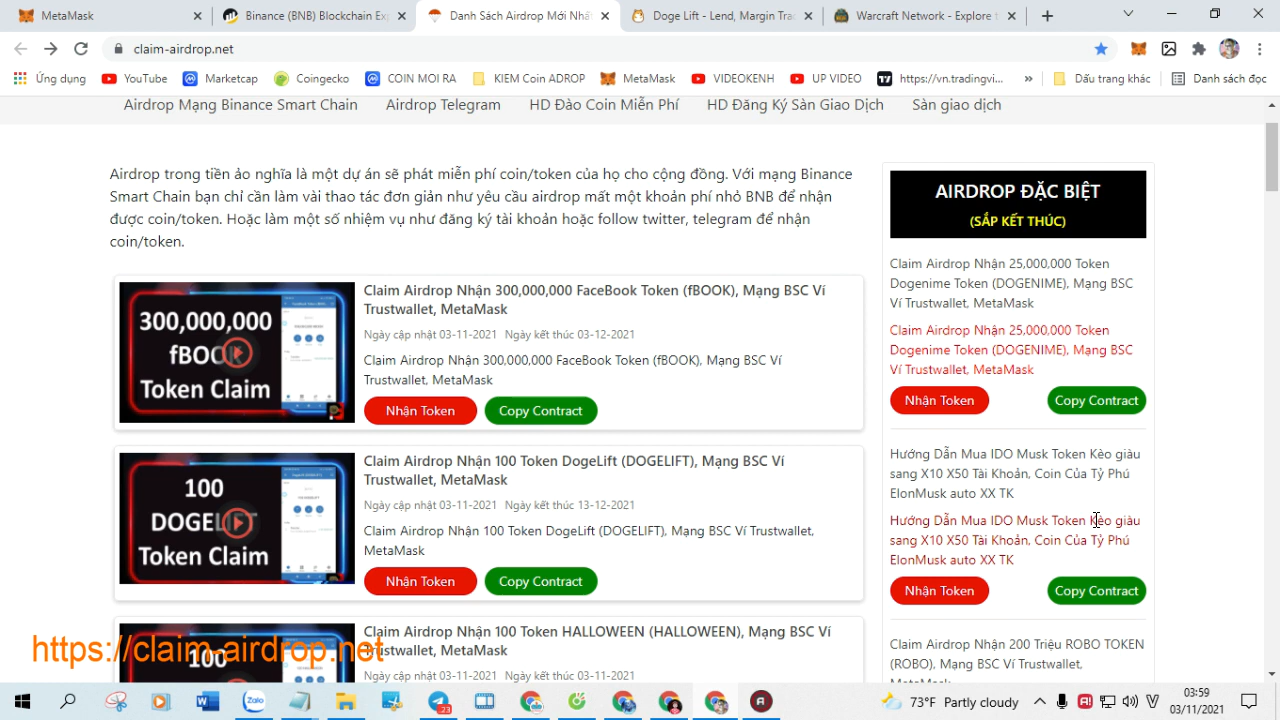 MetaMask
Binance (BNB) Blockchain Exp
Danh Sách Airdrop Mới Nhất
Doge Lift - Lend, Margin Trad
Warcraft Network - Explore t
claim-airdrop.net
Ứng dụng
YouTube
Marketcap
Coingecko
COIN MOI RA
KIEM Coin ADROP
MetaMask
VIDEOKENH
UP VIDEO
https://vn.tradingvi...
»
Dấu trang khác
Danh sách đọc
Airdrop Mạng Binance Smart Chain
Airdrop Telegram
HD Đào Coin Miễn Phí
HD Đăng Ký Sàn Giao Dịch
Sàn giao dịch
Airdrop trong tiền ảo nghĩa là một dự án sẽ phát miễn phí coin/token của họ cho cộng đồng. Với mạng Binance
Smart Chain bạn chỉ cần làm vài thao tác đơn giản như yêu cầu airdrop mất một khoản phí nhỏ BNB để nhận
được coin/token. Hoặc làm một số nhiệm vụ như đăng ký tài khoản hoặc follow twitter, telegram để nhận
coin/token.
300,000,000
fBOOK
Token Claim
Claim Airdrop Nhận 300,000,000 FaceBook Token (fBOOK), Mạng BSC Ví
Trustwallet, MetaMask
Ngày cập nhật 03-11-2021 Ngày kết thúc 03-12-2021
Claim Airdrop Nhận 300,000,000 FaceBook Token (fBOOK), Mạng BSC Ví
Trustwallet, MetaMask
Nhận Token
Copy Contract
100
DOGELIFT
Token Claim
Claim Airdrop Nhận 100 Token DogeLift (DOGELIFT), Mạng BSC Ví
Trustwallet, MetaMask
Ngày cập nhật 03-11-2021 Ngày kết thúc 13-12-2021
Claim Airdrop Nhận 100 Token DogeLift (DOGELIFT), Mạng BSC Ví Trustwallet,
MetaMask
Nhận Token
Copy Contract
100
Claim Airdrop Nhận 100 Token HALLOWEEN (HALLOWEEN), Mạng BSC Ví
Trustwallet, MetaMask
Ngày cập nhật 03-11-2021 Ngày kết thúc 03-11-2021
https://claim-airdrop.net
AIRDROP ĐẶC BIỆT
(SẮP KẾT THÚC)
Claim Airdrop Nhận 25,000,000 Token
Dogenime Token (DOGENIME), Mạng BSC
Ví Trustwallet, MetaMask
Claim Airdrop Nhận 25,000,000 Token
Dogenime Token (DOGENIME), Mạng BSC
Ví Trustwallet, MetaMask
Nhận Token
Copy Contract
Hướng Dẫn Mua IDO Musk Token Kèo giàu
sang X10 X50 Tài Khoản, Coin Của Tỷ Phú
ElonMusk auto XX TK
Hướng Dẫn Mua IDO Musk Token Kèo giàu
sang X10 X50 Tài Khoản, Coin Của Tỷ Phú
ElonMusk auto XX TK
Nhận Token
Copy Contract
Claim Airdrop Nhận 200 Triệu ROBO TOKEN
(ROBO), Mạng BSC Ví Trustwallet,
Zalo
23
73°F Partly cloudy
03:59
03/11/2021